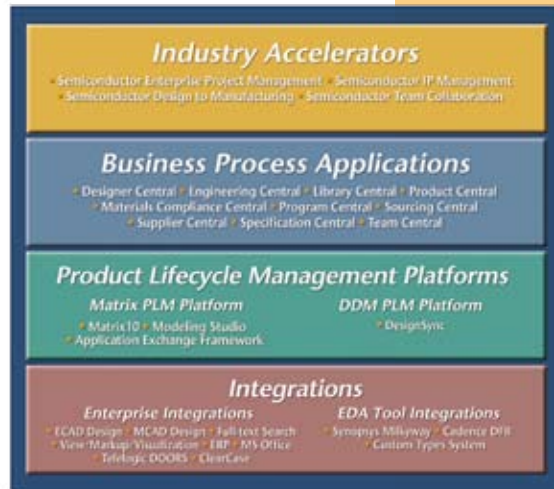 Industry Accelerators
• Semiconductor Enterprise Project Management • Semiconductor IP Management
• Semiconductor Design to Manufacturing • Semiconductor Team Collaboration
Business Process Applications
• Designer Central • Engineering Central • Library Central • Product Central
• Materials Compliance Central • Program Central • Sourcing Central
• Supplier Central • Specification Central • Team Central
Product Lifecycle Management Platforms
Matrix PLM Platform
• Matrix10 • Modeling Studio
• Application Exchange Framework
DDM PLM Platform
• DesignSync
Integrations
Enterprise Integrations
• ECAD Design • MCAD Design • Full-text Search
• View/Markup/Visualization • ERP • MS Office
• Telelogic DOORS • ClearCase
EDA Tool Integrations
• Synopsys Milkyway • Cadence DFII
• Custom Types System